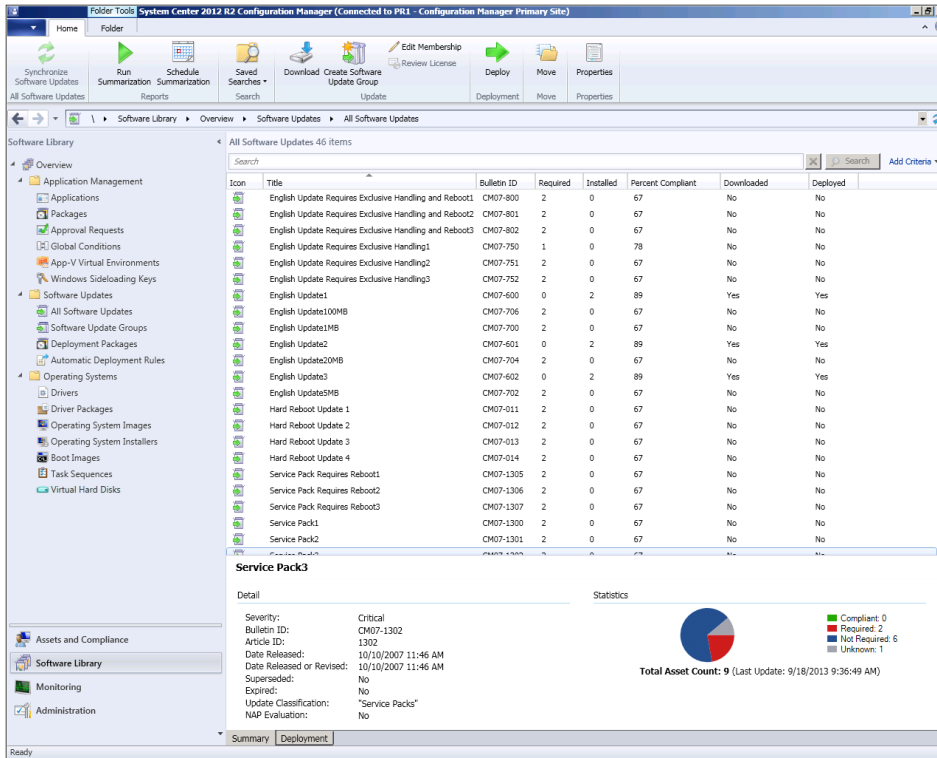 Folder Tools System Center 2012 R2 Configuration Manager (Connected to PR1 - Configuration Manager Primary Site)
Home Folder
Synchronize Software Updates
Run Summarization
Schedule Summarization
Saved Searches
Download
Create Software Update Group
Edit Membership
Review License
Deploy
Move
Properties
All Software Updates Reports Search Update Deployment Move Properties
\ Software Library Overview Software Updates All Software Updates
Software Library
Overview
Application Management
Applications
Packages
Approval Requests
Global Conditions
App-V Virtual Environments
Windows Sideloading Keys
Software Updates
All Software Updates
Software Update Groups
Deployment Packages
Automatic Deployment Rules
Operating Systems
Drivers
Driver Packages
Operating System Images
Operating System Installers
Boot Images
Task Sequences
Virtual Hard Disks
Assets and Compliance
Software Library
Monitoring
Administration
All Software Updates 46 items
Search Search Add Criteria
Icon Title Bulletin ID Required Installed Percent Compliant Downloaded Deployed
English Update Requires Exclusive Handling and Reboot1 CM07-800 2 0 67 No No
English Update Requires Exclusive Handling and Reboot2 CM07-801 2 0 67 No No
English Update Requires Exclusive Handling and Reboot3 CM07-802 2 0 67 No No
English Update Requires Exclusive Handling1 CM07-750 1 0 78 No No
English Update Requires Exclusive Handling2 CM07-751 2 0 67 No No
English Update Requires Exclusive Handling3 CM07-752 2 0 67 No No
English Update1 CM07-600 0 2 89 Yes Yes
English Update100MB CM07-706 2 0 67 No No
English Update1MB CM07-700 2 0 67 No No
English Update2 CM07-601 0 2 89 Yes Yes
English Update20MB CM07-704 2 0 67 No No
English Update3 CM07-602 0 2 89 Yes Yes
English Update5MB CM07-702 2 0 67 No No
Hard Reboot Update 1 CM07-011 2 0 67 No No
Hard Reboot Update 2 CM07-012 2 0 67 No No
Hard Reboot Update 3 CM07-013 2 0 67 No No
Hard Reboot Update 4 CM07-014 2 0 67 No No
Service Pack Requires Reboot1 CM07-1305 2 0 67 No No
Service Pack Requires Reboot2 CM07-1306 2 0 67 No No
Service Pack Requires Reboot3 CM07-1307 2 0 67 No No
Service Pack1 CM07-1300 2 0 67 No No
Service Pack2 CM07-1301 2 0 67 No No
Service Pack3 CM07-1302 2 0 67 No No
Service Pack3
Detail
Severity: Critical
Bulletin ID: CM07-1302
Article ID: 1302
Date Released: 10/10/2007 11:46 AM
Date Released or Revised: 10/10/2007 11:46 AM
Superseded: No
Expired: No
Update Classification: "Service Packs"
NAP Evaluation: No
Statistics
Compliant: 0
Required: 2
Not Required: 6
Unknown: 1
Total Asset Count: 9 (Last Update: 9/18/2013 9:36:49 AM)
Summary Deployment
Ready